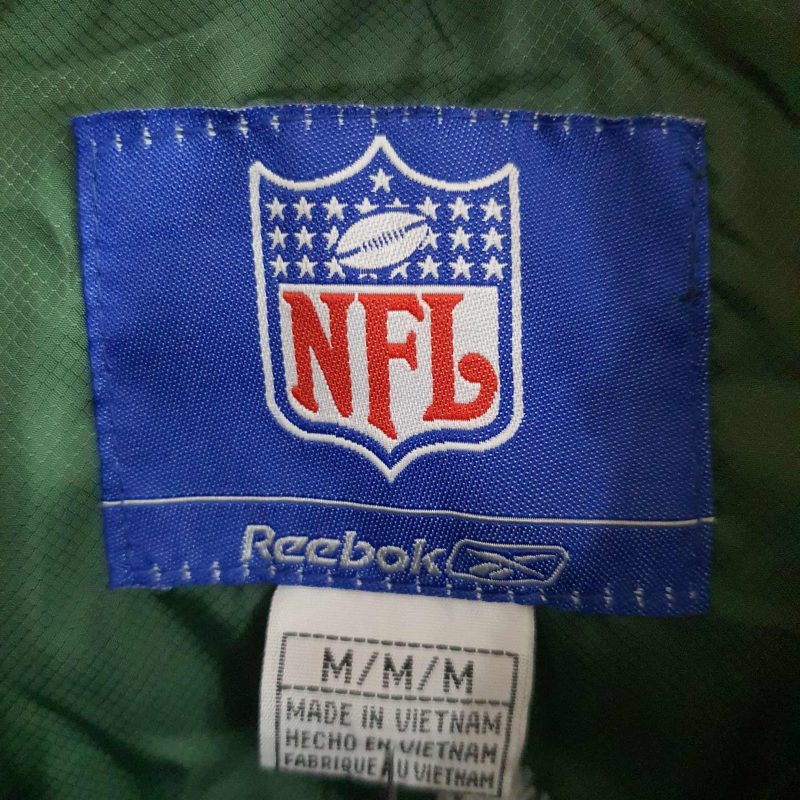 NFL
Reebok
M/M/M
MADE IN VIETNAM
HECHO EN VIETNAM
FABRIQUE AU VIETNAM